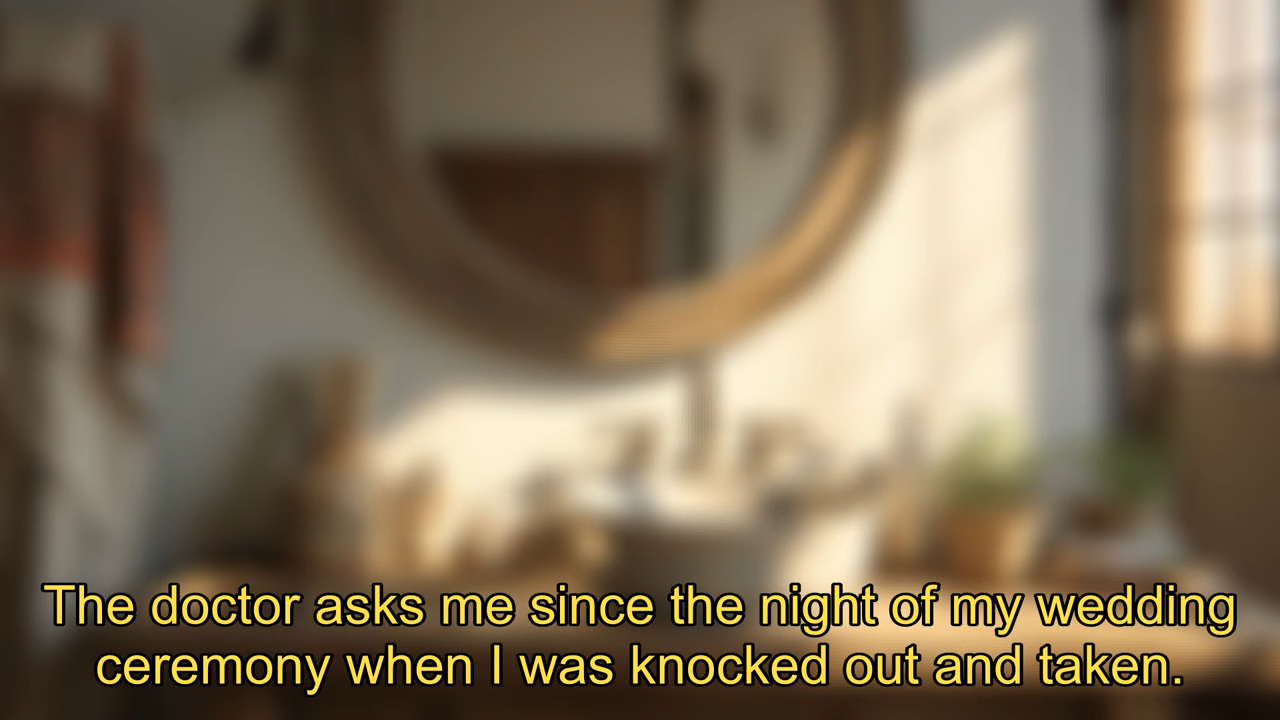 The doctor asks me since the night of my wedding
ceremony when I was knocked out and taken.